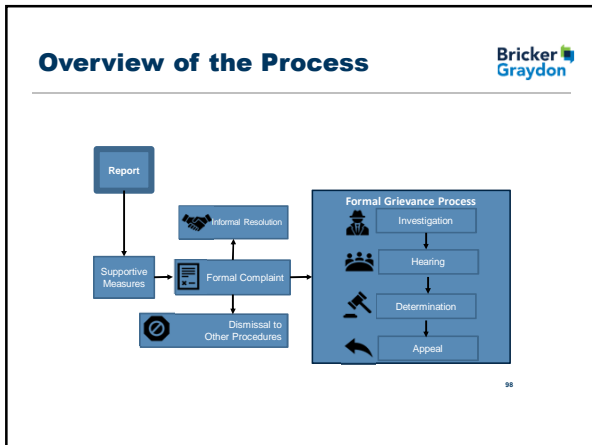 Overview of the Process
Bricker
Graydon
Report
Supportive
Measures
Informal Resolution
Formal Complaint
Dismissal to
Other Procedures
Formal Grievance Process
Investigation
Hearing
Determination
Appeal
98